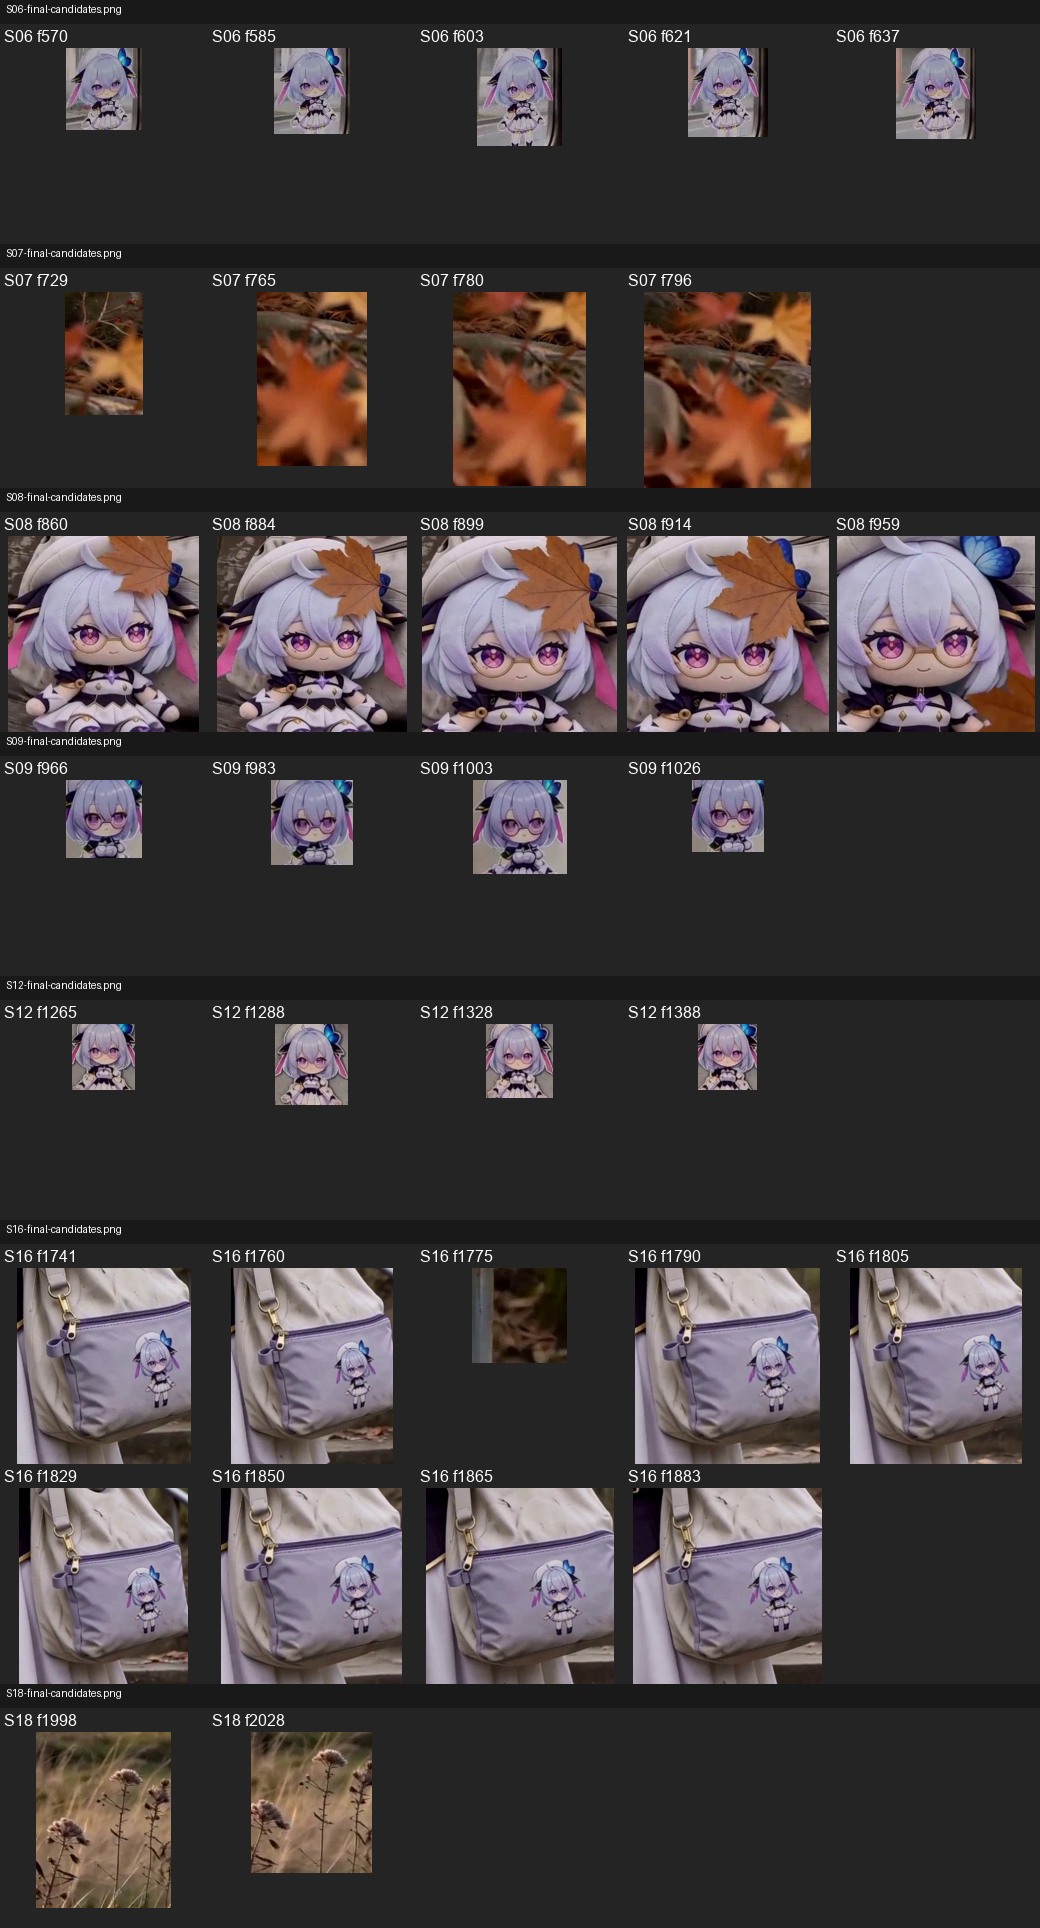 S06-final-candidates.png
S06 f570
S06 f585
S06 f603
S06 f621
S06 f637
S07-final-candidates.png
S07 f729
S07 f765
S07 f780
S07 f796
S08-final-candidates.png
S08 f860
S08 f884
S08 f899
S08 f914
S08 f959
S09-final-candidates.png
S09 f966
S09 f983
S09 f1003
S09 f1026
S12-final-candidates.png
S12 f1265
S12 f1288
S12 f1328
S12 f1388
S16-final-candidates.png
S16 f1741
S16 f1760
S16 f1775
S16 f1790
S16 f1805
S16 f1829
S16 f1850
S16 f1865
S16 f1883
S18-final-candidates.png
S18 f1998
S18 f2028